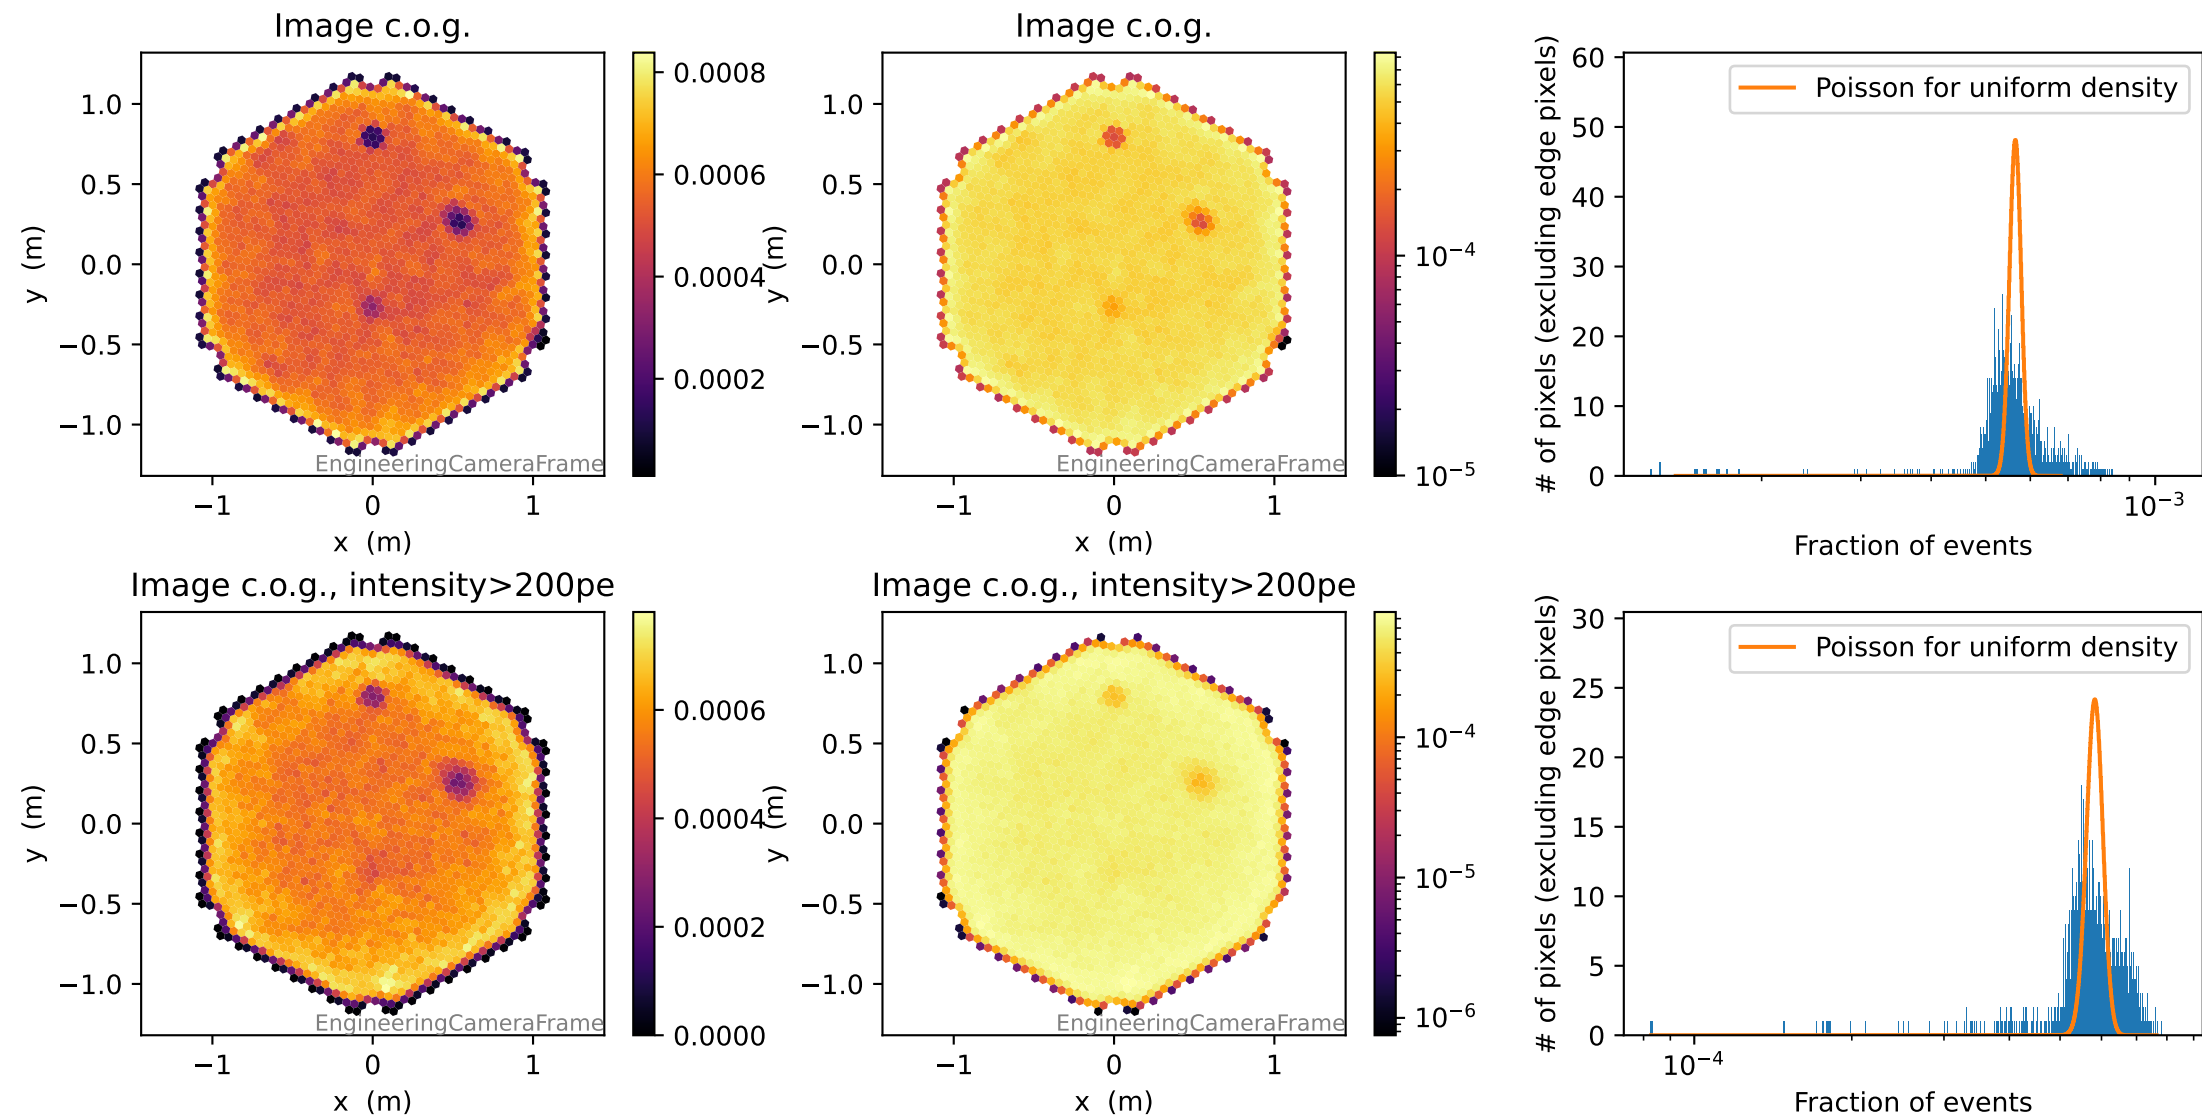 Image c.o.g.
y (m)
1.0
0.5
0.0
−0.5
−1.0
−1
0
1
x (m)
EngineeringCameraFrame
0.0008
0.0006
0.0004
0.0002
Image c.o.g.
y (m)
1.0
0.5
0.0
−0.5
−1.0
−1
0
1
x (m)
EngineeringCameraFrame
10⁻⁴
10⁻⁵
# of pixels (excluding edge pixels)
60
50
40
30
20
10
0
Poisson for uniform density
10⁻³
Fraction of events
Image c.o.g., intensity>200pe
y (m)
1.0
0.5
0.0
−0.5
−1.0
−1
0
1
x (m)
EngineeringCameraFrame
0.0006
0.0004
0.0002
0.0000
Image c.o.g., intensity>200pe
y (m)
1.0
0.5
0.0
−0.5
−1.0
−1
0
1
x (m)
EngineeringCameraFrame
10⁻⁴
10⁻⁵
10⁻⁶
# of pixels (excluding edge pixels)
30
25
20
15
10
5
0
Poisson for uniform density
10⁻⁴
Fraction of events